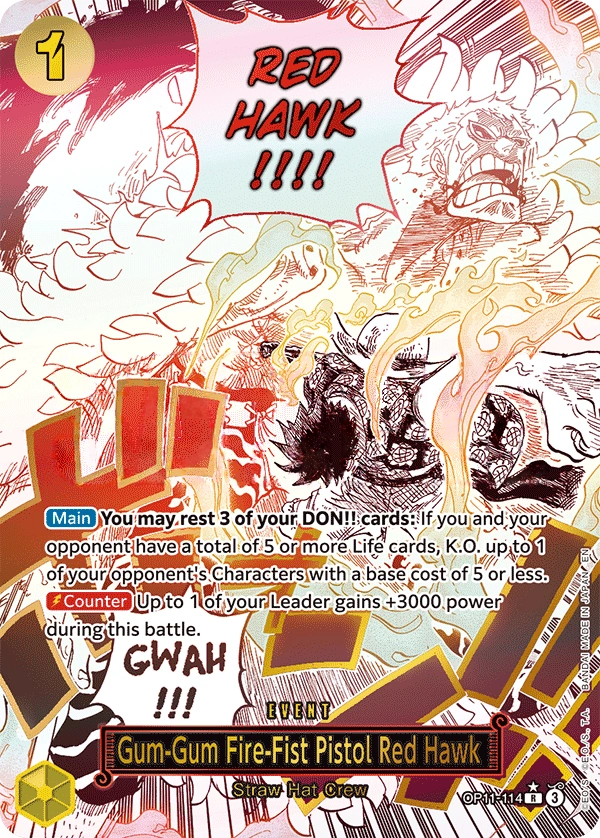 1
RED
HAWK
!!!!
Main You may rest 3 of your DON!! cards: If you and your
opponent have a total of 5 or more Life cards, K.O. up to 1
of your opponent's Characters with a base cost of 5 or less.
Counter Up to 1 of your Leader gains +3000 power
during this battle.
GWAH
!!!
EVENT
Gum-Gum Fire-Fist Pistol Red Hawk
Straw Hat Crew
OP11-114 R 3
©E.O./S., T.A. BANDAI MADE IN JAPAN EN